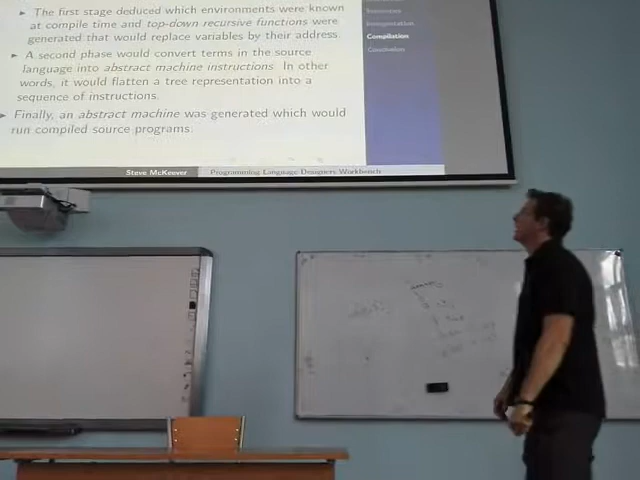 The first stage deduced which environments were known
at compile time and top-down recursive functions were
generated that would replace variables by their address.
A second phase would convert terms in the source
language into abstract machine instructions. In other
words, it would flatten a tree representation into a
sequence of instructions.
Finally, an abstract machine was generated which would
run compiled source programs.
Interpretation
Compilation
Conclusion
Steve McKeever
Programming Language Designers Workbench